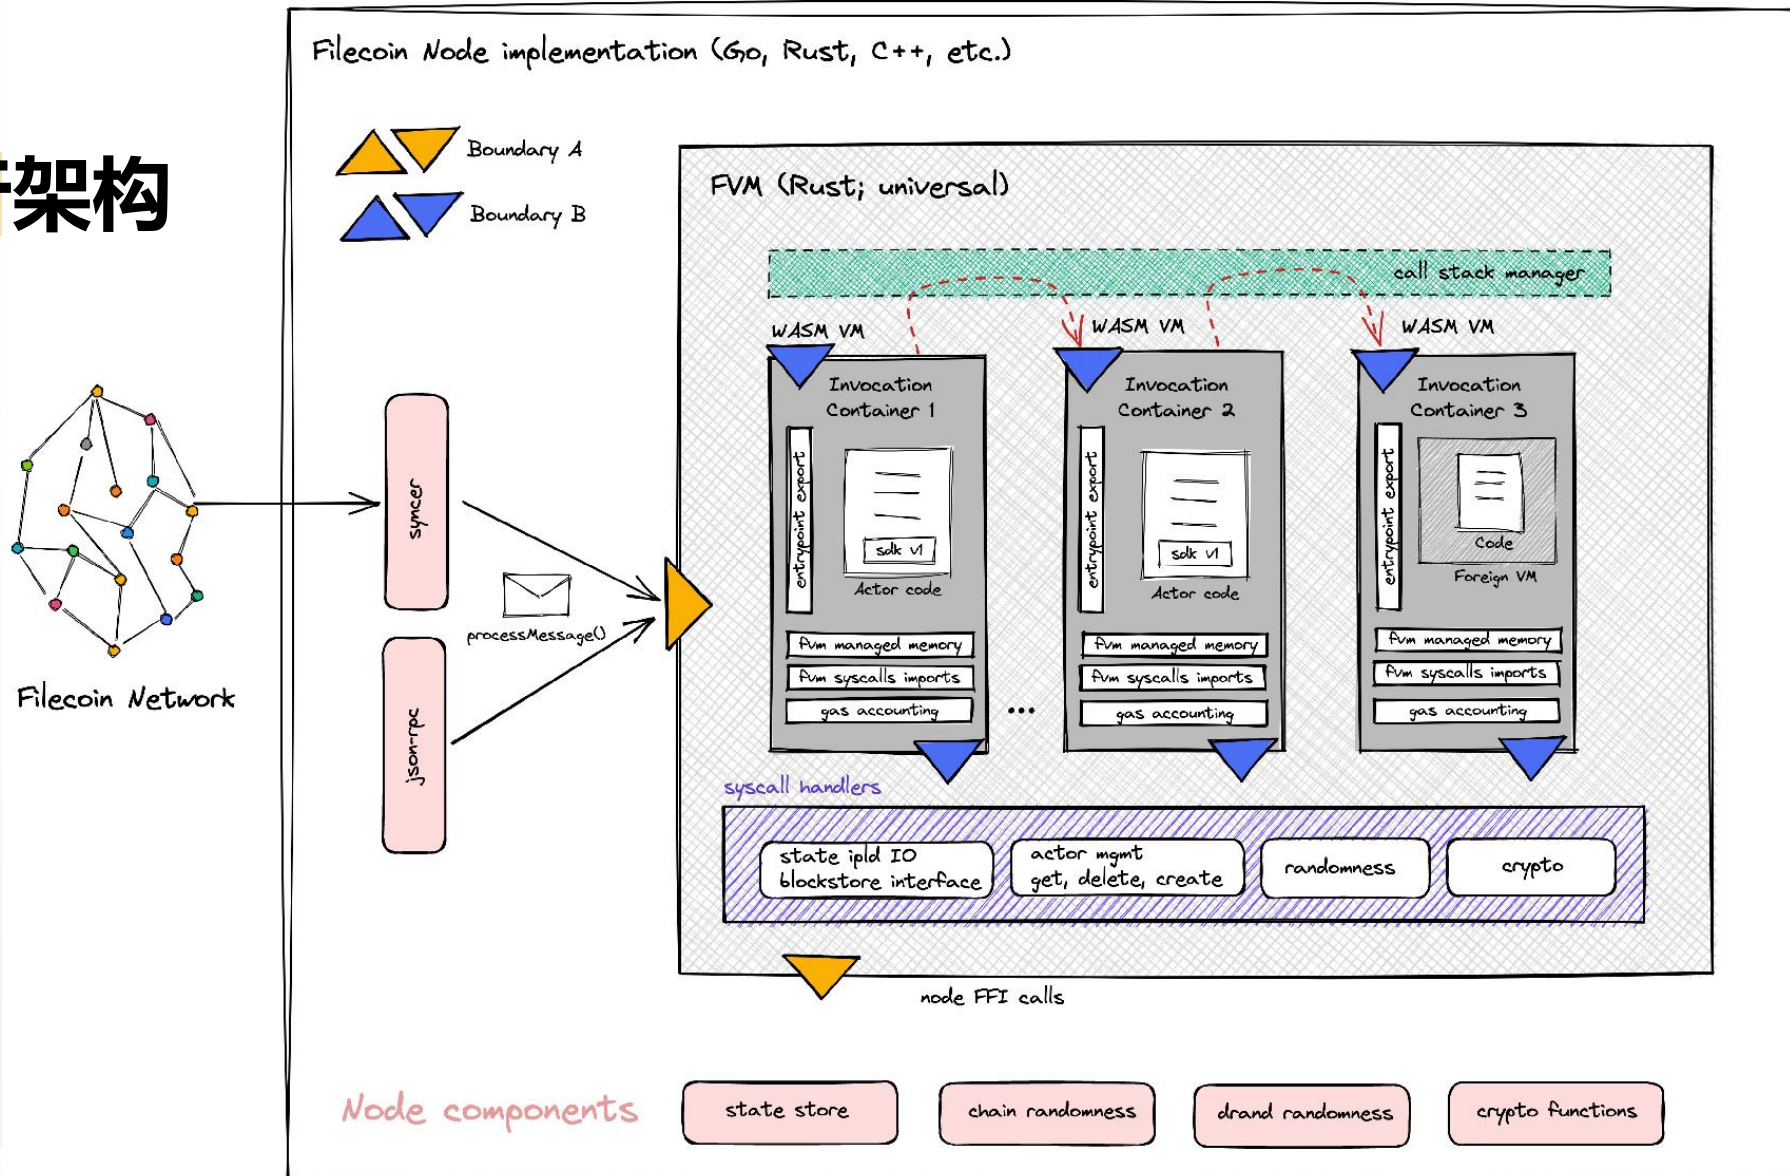 Filecoin Node implementation (Go, Rust, C++, etc.)
架构
Boundary A
Boundary B
FVM (Rust; universal)
call stack manager
WASM VM
WASM VM
WASM VM
Invocation
Container 1
entrypoint export
sdk v1
Actor code
fvm managed memory
fvm syscalls imports
gas accounting
...
Invocation
Container 2
entrypoint export
sdk v1
Actor code
fvm managed memory
fvm syscalls imports
gas accounting
Invocation
Container 3
entrypoint export
Code
Foreign VM
fvm managed memory
fvm syscalls imports
gas accounting
Filecoin Network
syncer
processMessage()
json-rpc
syscall handlers
state ipld IO
blockstore interface
actor mgmt
get, delete, create
randomness
crypto
node FFI calls
Node components
state store
chain randomness
drand randomness
crypto functions